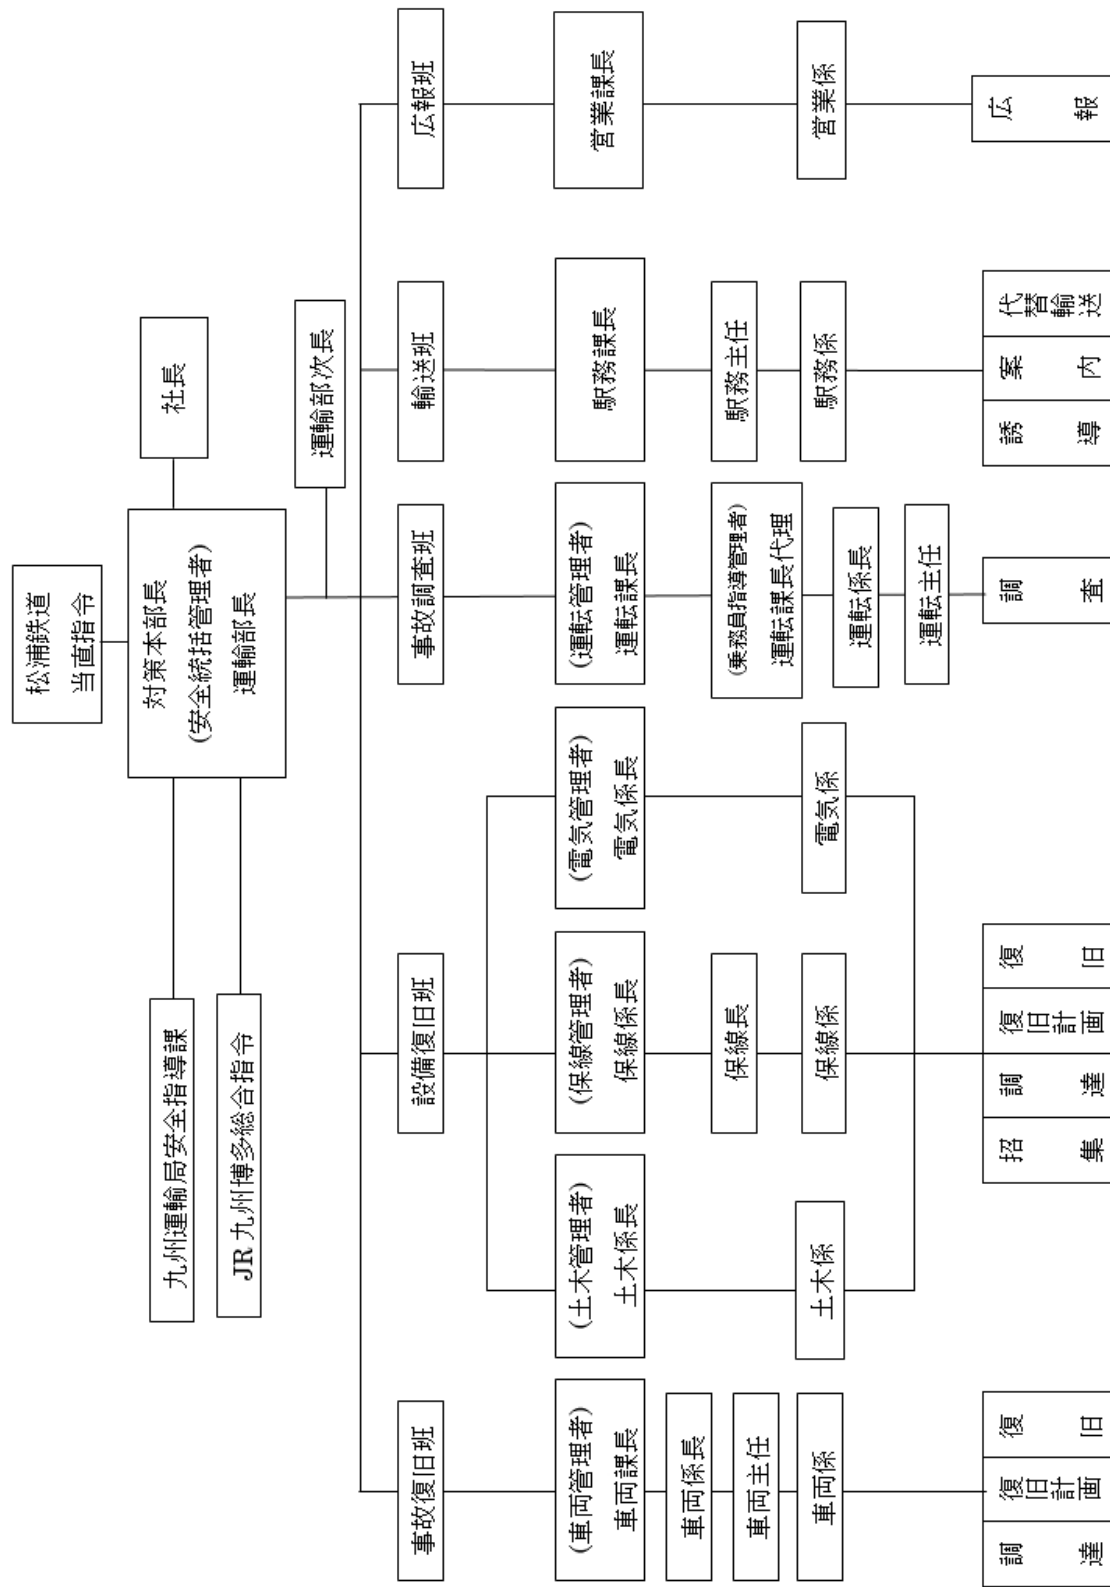 松浦鉄道
当直指令
九州運輸局安全指導課
JR九州博多総合指令
対策本部長
(安全統括管理者)
運輸部長
社長
運輸部次長
事故復旧班
設備復旧班
事故調査班
輸送班
広報班
(車両管理者)
車両課長
(土木管理者)
土木係長
(保線管理者)
保線係長
(電気管理者)
電気係長
(運転管理者)
運転課長
駅務課長
営業課長
車両係長
車両主任
車両係
土木係
保線長
保線係
電気係
(乗務員指導管理者)
運転課長代理
運転係長
運転主任
駅務主任
駅務係
営業係
調達
復旧計画
復旧
招集
調達
復旧計画
復旧
調査
誘導
案内
代替輸送
広報